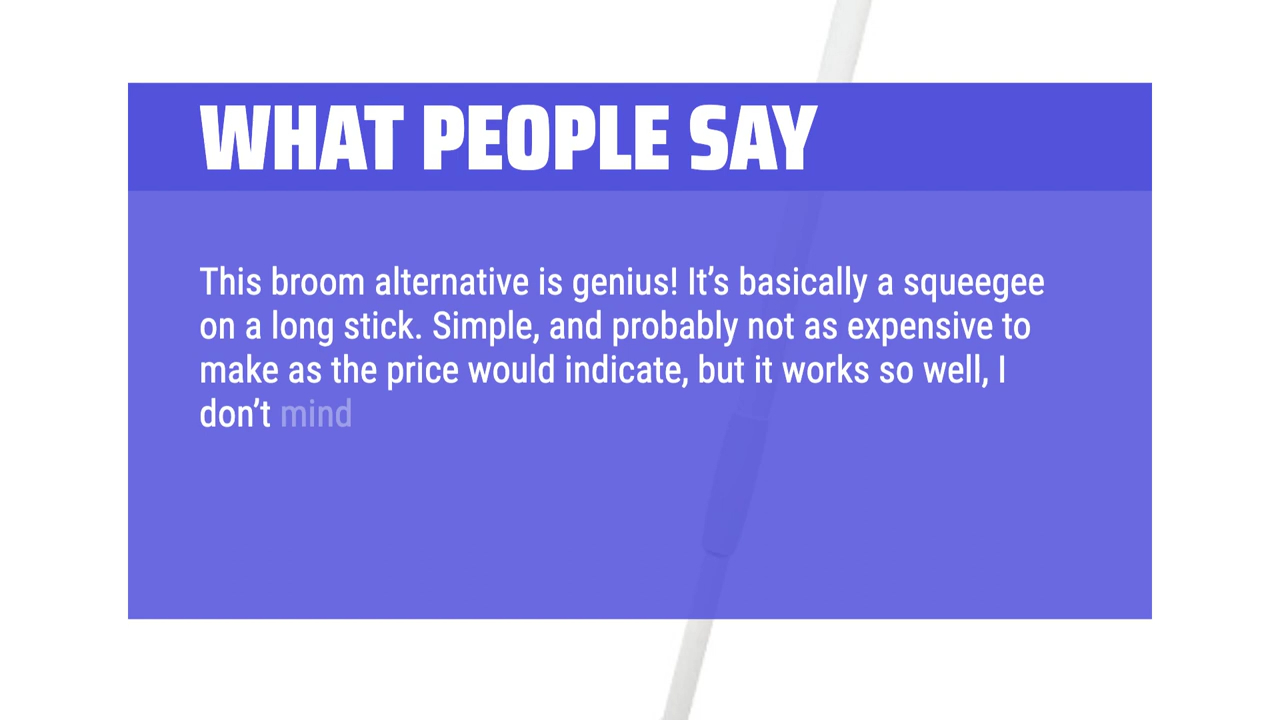 WHAT PEOPLE SAY
This broom alternative is genius! It’s basically a squeegee
on a long stick. Simple, and probably not as expensive to
make as the price would indicate, but it works so well, I
don’t mind